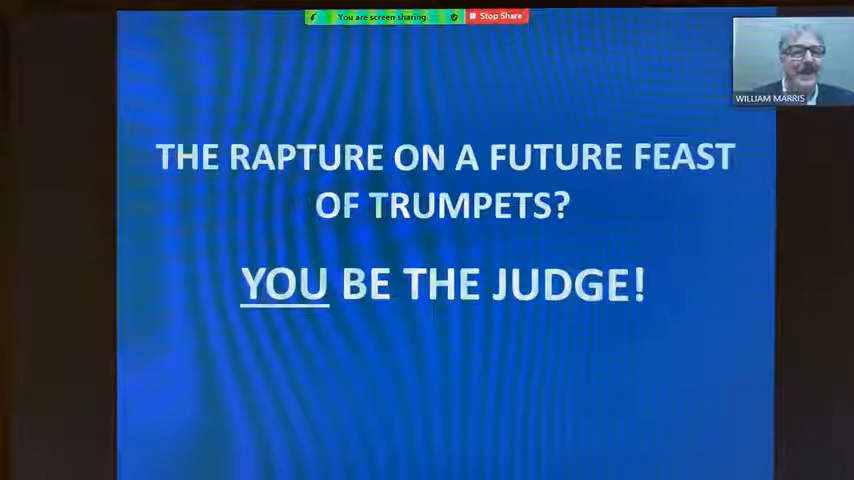 You are screen sharing
Stop Share
WILLIAM MARRIS
THE RAPTURE ON A FUTURE FEAST
OF TRUMPETS?
YOU BE THE JUDGE!